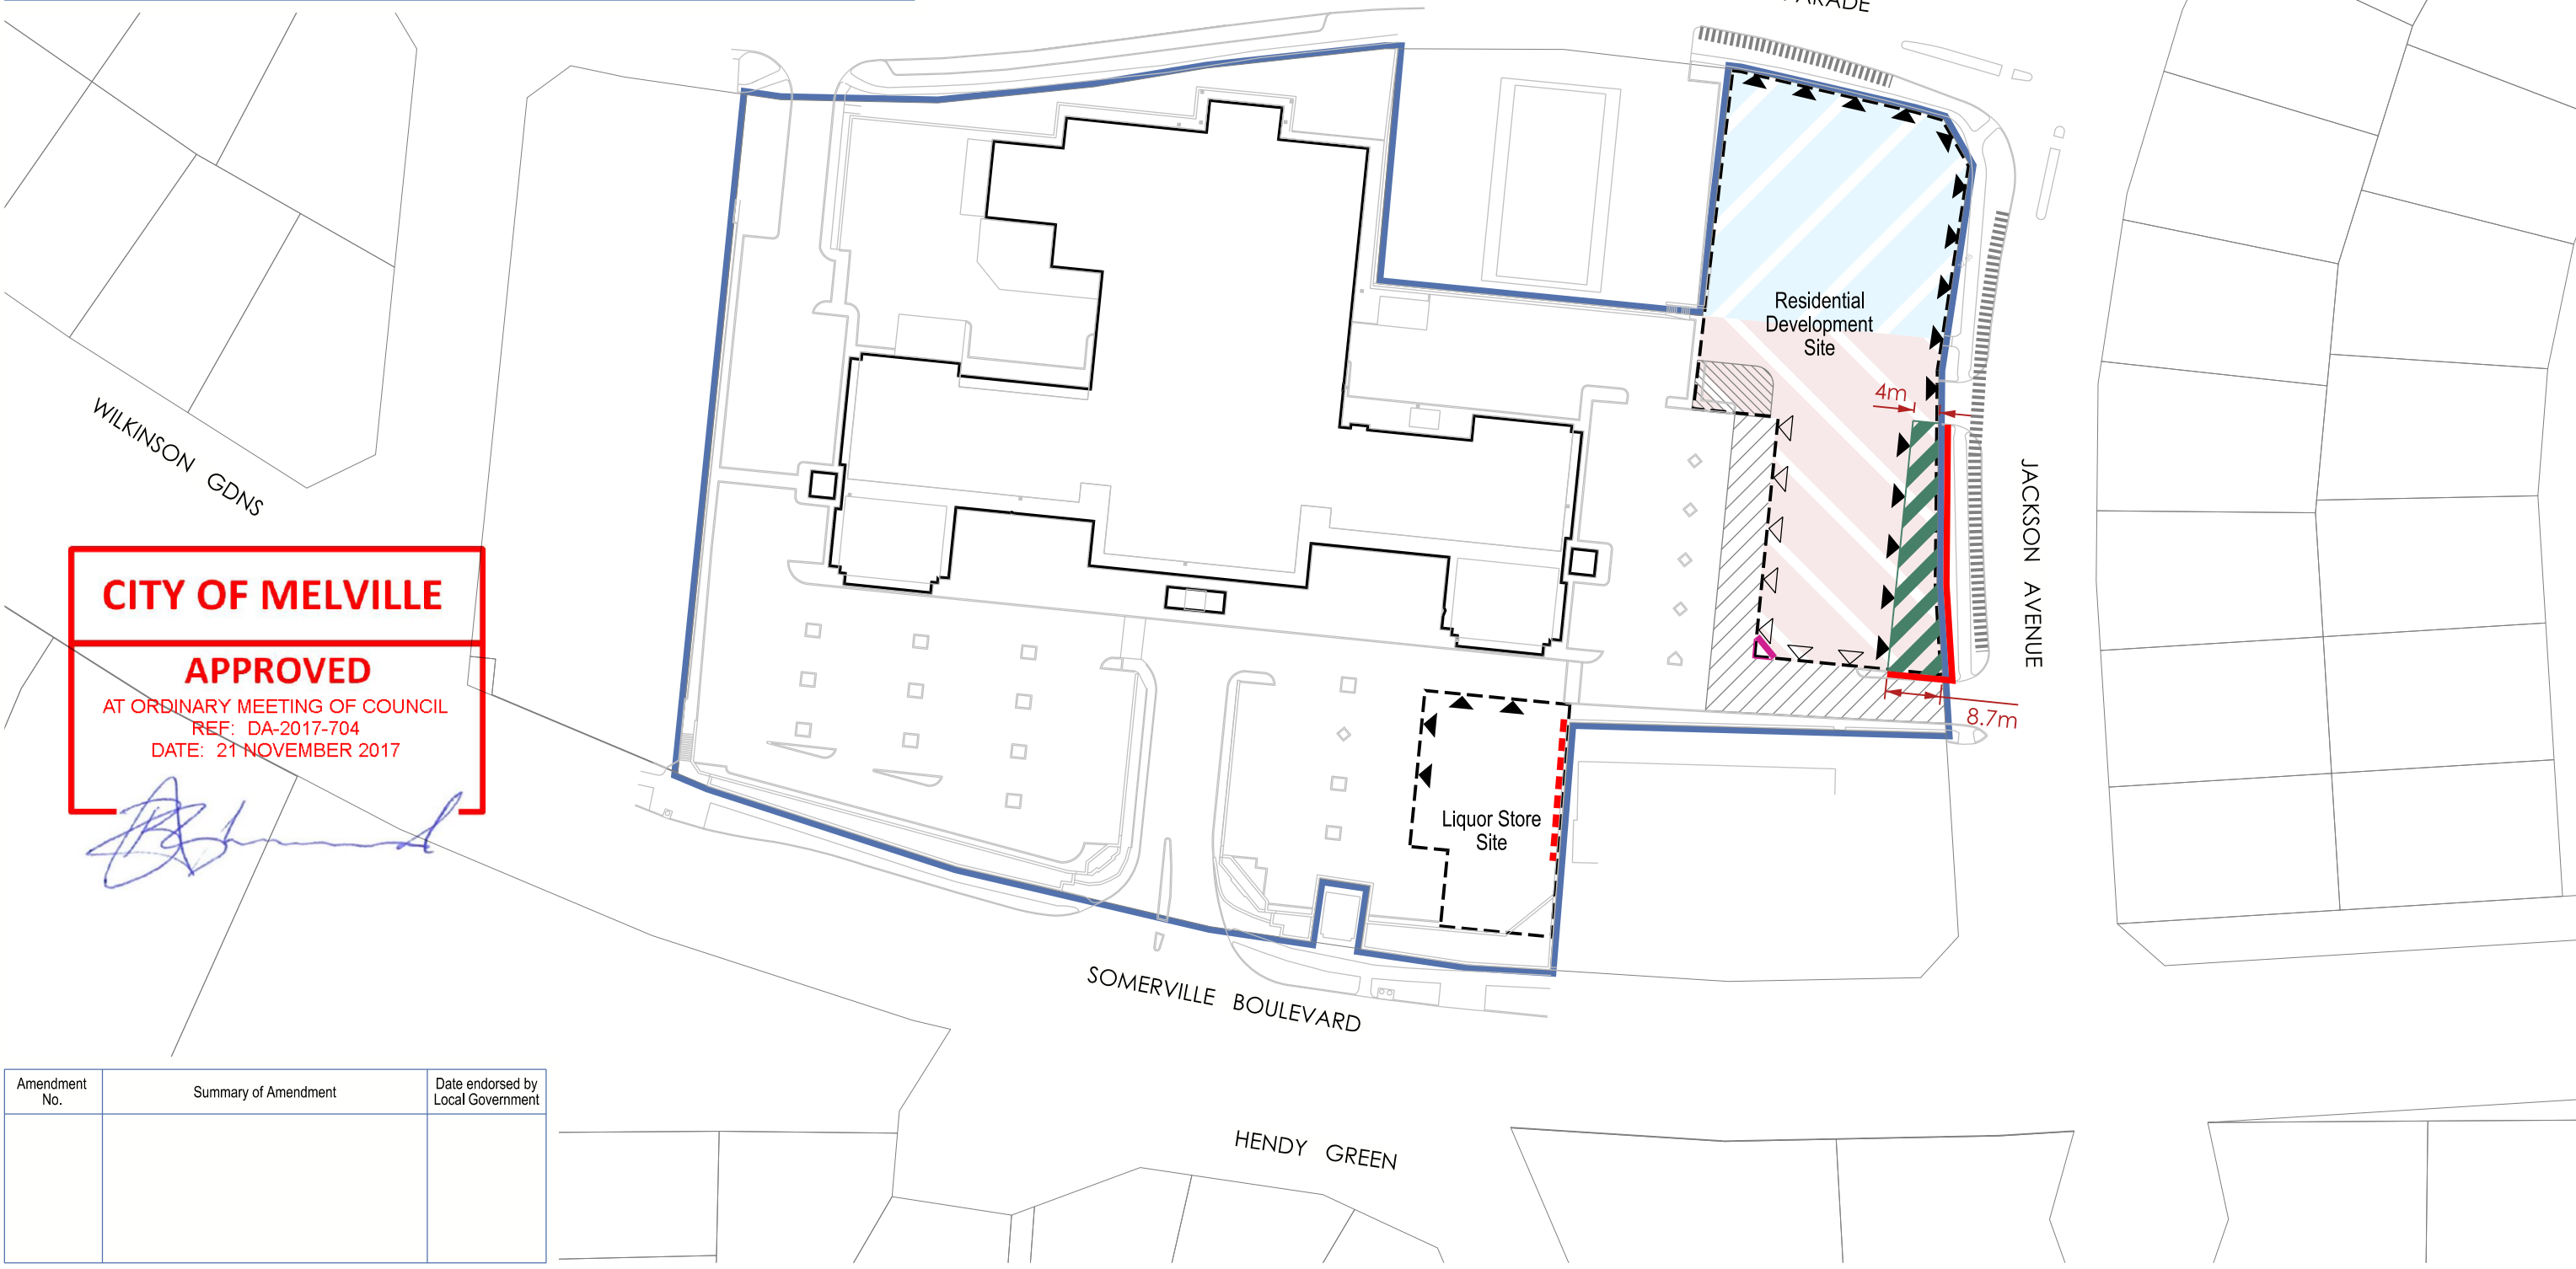 Residential
Development
Site
4m
WILKINSON GDNS
JACKSON AVENUE
CITY OF MELVILLE
APPROVED
AT ORDINARY MEETING OF COUNCIL
REF: DA-2017-704
DATE: 21 NOVEMBER 2017
8.7m
Liquor Store
Site
SOMERVILLE BOULEVARD
Amendment
No.
Summary of Amendment
Date endorsed by
Local Government
HENDY GREEN